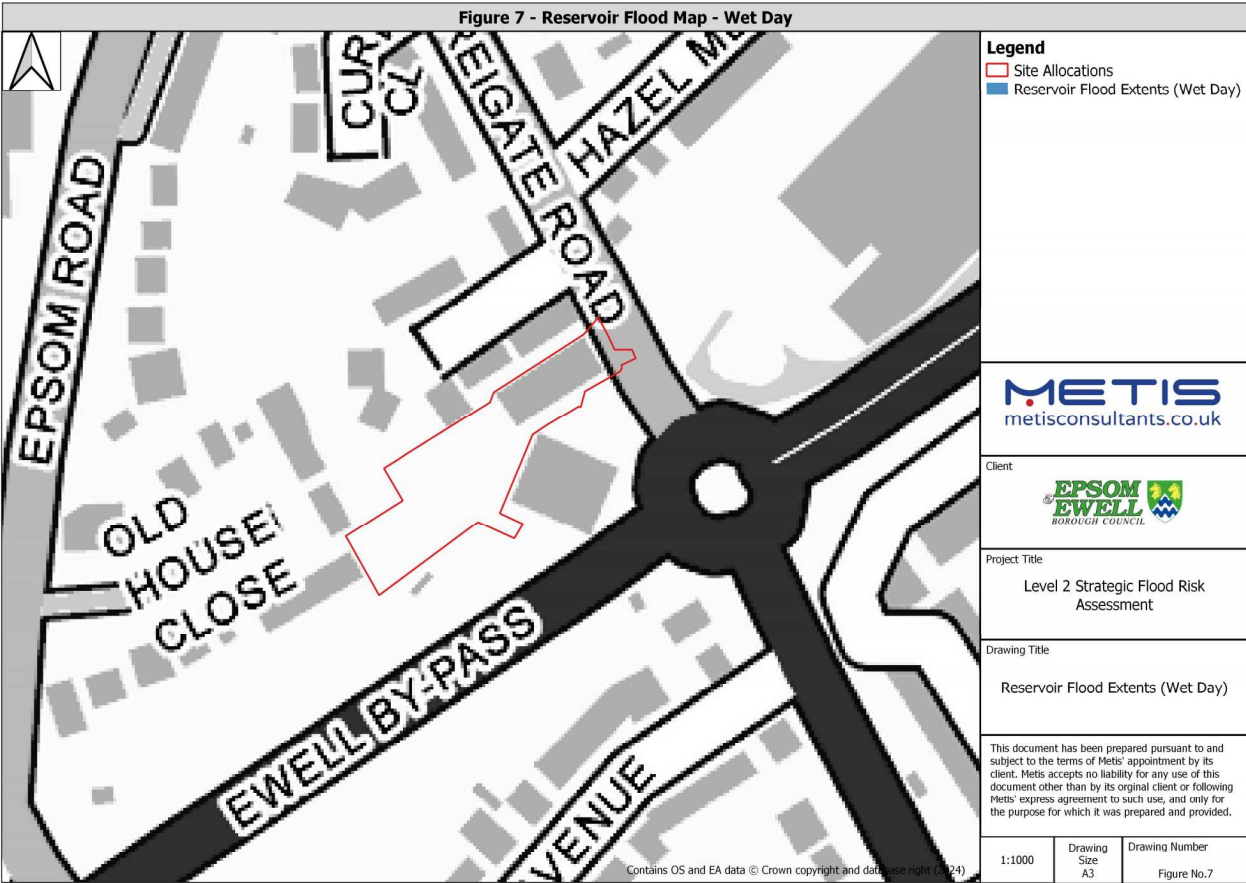 Figure 7 - Reservoir Flood Map - Wet Day
Legend
Site Allocations
Reservoir Flood Extents (Wet Day)
CL
REIGATE ROAD
HAZEL
EPSOM ROAD
OLD
HOUSE
CLOSE
EWELL BY-PASS
Contains OS and EA data © Crown copyright and database right (2024)
METIS
metisconsultants.co.uk
Client
EPSOM
& EWELL
BOROUGH COUNCIL
Project Title
Level 2 Strategic Flood Risk
Assessment
Drawing Title
Reservoir Flood Extents (Wet Day)
This document has been prepared pursuant to and
subject to the terms of Metis' appointment by its
client. Metis accepts no liability for any use of this
document other than by its orginal client or following
Metis' express agreement to such use, and only for
the purpose for which it was prepared and provided.
1:1000
Drawing
Size
A3
Drawing Number
Figure No.7